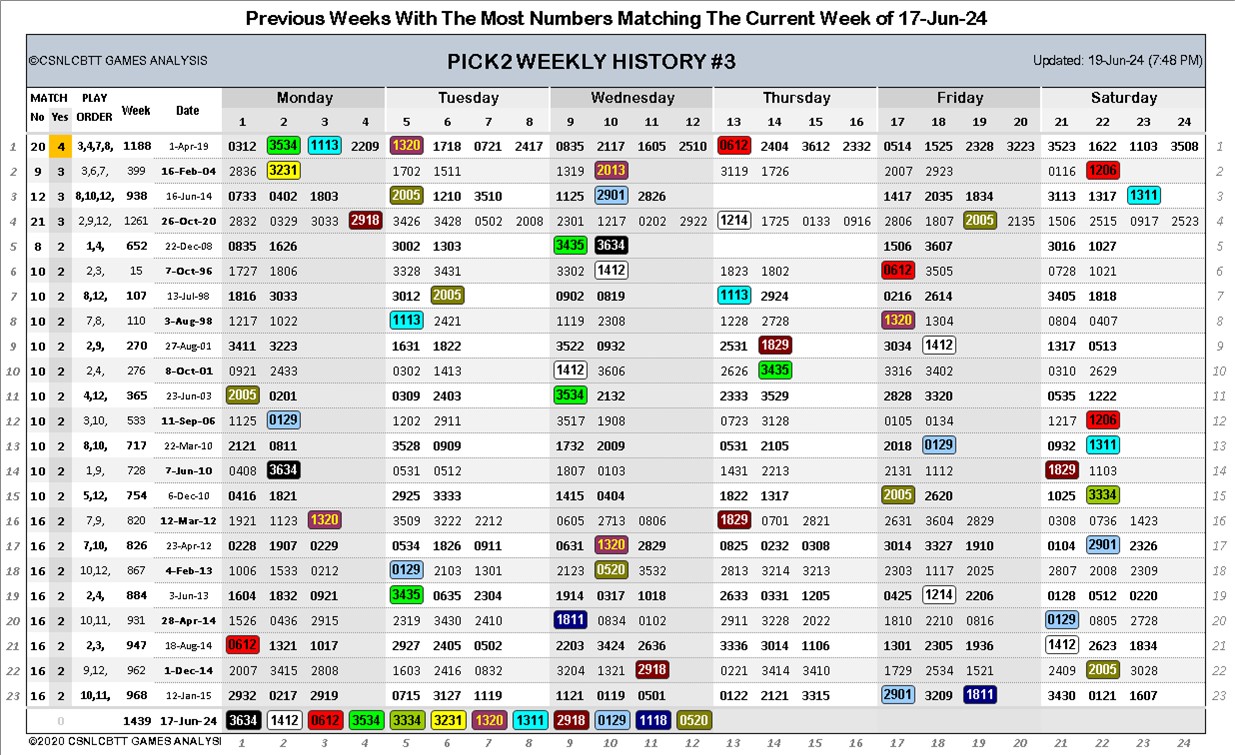 Previous Weeks With The Most Numbers Matching The Current Week of 17-Jun-24
©CSNLCBTT GAMES ANALYSIS PICK2 WEEKLY HISTORY #3 Updated: 19-Jun-24 (7:48 PM)
MATCH PLAY Week Date Monday Tuesday Wednesday Thursday Friday Saturday
No Yes ORDER 1 2 3 4 5 6 7 8 9 10 11 12 13 14 15 16 17 18 19 20 21 22 23 24
1 20 4 3,4,7,8, 1188 1-Apr-19 0312 3534 1113 2209 1320 1718 0721 2417 0835 2117 1605 2510 0612 2404 3612 2332 0514 1525 2328 3223 3523 1622 1103 3508 1
2 9 3 3,6,7, 399 16-Feb-04 2836 3231 1702 1511 1319 2013 3119 1726 2007 2923 0116 1206 2
3 12 3 8,10,12, 938 16-Jun-14 0733 0402 1803 2005 1210 3510 1125 2901 2826 1417 2035 1834 3113 1317 1311 3
4 21 3 2,9,12, 1261 26-Oct-20 2832 0329 3033 2918 3426 3428 0502 2008 2301 1217 0202 2922 1214 1725 0133 0916 2806 1807 2005 2135 1506 2515 0917 2523 4
5 8 2 1,4, 652 22-Dec-08 0835 1626 3002 1303 3435 3634 1506 3607 3016 1027 5
6 10 2 2,3, 15 7-Oct-96 1727 1806 3328 3431 3302 1412 1823 1802 0612 3505 0728 1021 6
7 10 2 8,12, 107 13-Jul-98 1816 3033 3012 2005 0902 0819 1113 2924 0216 2614 3405 1818 7
8 10 2 7,8, 110 3-Aug-98 1217 1022 1113 2421 1119 2308 1228 2728 1320 1304 0804 0407 8
9 10 2 2,9, 270 27-Aug-01 3411 3223 1631 1822 3522 0932 2531 1829 3034 1412 1317 0513 9
10 10 2 2,4, 276 8-Oct-01 0921 2433 0302 1413 1412 3606 2626 3435 3316 3402 0310 2629 10
11 10 2 4,12, 365 23-Jun-03 2005 0201 0309 2403 3534 2132 2333 3529 2828 3320 0535 1222 11
12 10 2 3,10, 533 11-Sep-06 1125 0129 1202 2911 3517 1908 0723 3128 0105 0134 1217 1206 12
13 10 2 8,10, 717 22-Mar-10 2121 0811 3528 0909 1732 2009 0531 2105 2018 0129 0932 1311 13
14 10 2 1,9, 728 7-Jun-10 0408 3634 0531 0512 1807 0103 1431 2213 2131 1112 1829 1103 14
15 10 2 5,12, 754 6-Dec-10 0416 1821 2925 3333 1415 0404 1822 1317 2005 2620 1025 3334 15
16 16 2 7,9, 820 12-Mar-12 1921 1123 1320 3509 3222 2212 0605 2713 0806 1829 0701 2821 2631 3604 2829 0308 0736 1423 16
17 16 2 7,10, 826 23-Apr-12 0228 1907 0229 0534 1826 0911 0631 1320 2829 0825 0232 0308 3014 3327 1910 0104 2901 2326 17
18 16 2 10,12, 867 4-Feb-13 1006 1533 0212 0129 2103 1301 2123 0520 3532 2813 3214 3213 2303 1117 2025 2807 2008 2309 18
19 16 2 2,4, 884 3-Jun-13 1604 1832 0921 3435 0635 2304 1914 0317 1018 2633 0331 1205 0425 1214 2206 0128 0512 0220 19
20 16 2 10,11, 931 28-Apr-14 1526 0436 2915 2319 3430 2410 1811 0834 0102 2911 3228 2022 1810 2210 0816 0129 0805 2728 20
21 16 2 2,3, 947 18-Aug-14 0612 1321 1017 2927 2405 0502 2203 3424 2636 3336 3014 1106 1301 2305 1936 1412 2623 1834 21
22 16 2 9,12, 962 1-Dec-14 2007 3415 2808 1603 2416 0832 3204 1321 2918 0221 3414 3410 1729 2534 1521 2409 2005 3028 22
23 16 2 10,11, 968 12-Jan-15 2932 0217 2919 0715 3127 1119 1121 0119 0501 0122 2121 3315 2901 3209 1811 3430 0121 1607 23
0 1439 17-Jun-24 3634 1412 0612 3534 3334 3231 1320 1311 2918 0129 1118 0520
©2020 CSNLCBTT GAMES ANALYSI 1 2 3 4 5 6 7 8 9 10 11 12 13 14 15 16 17 18 19 20 21 22 23 24